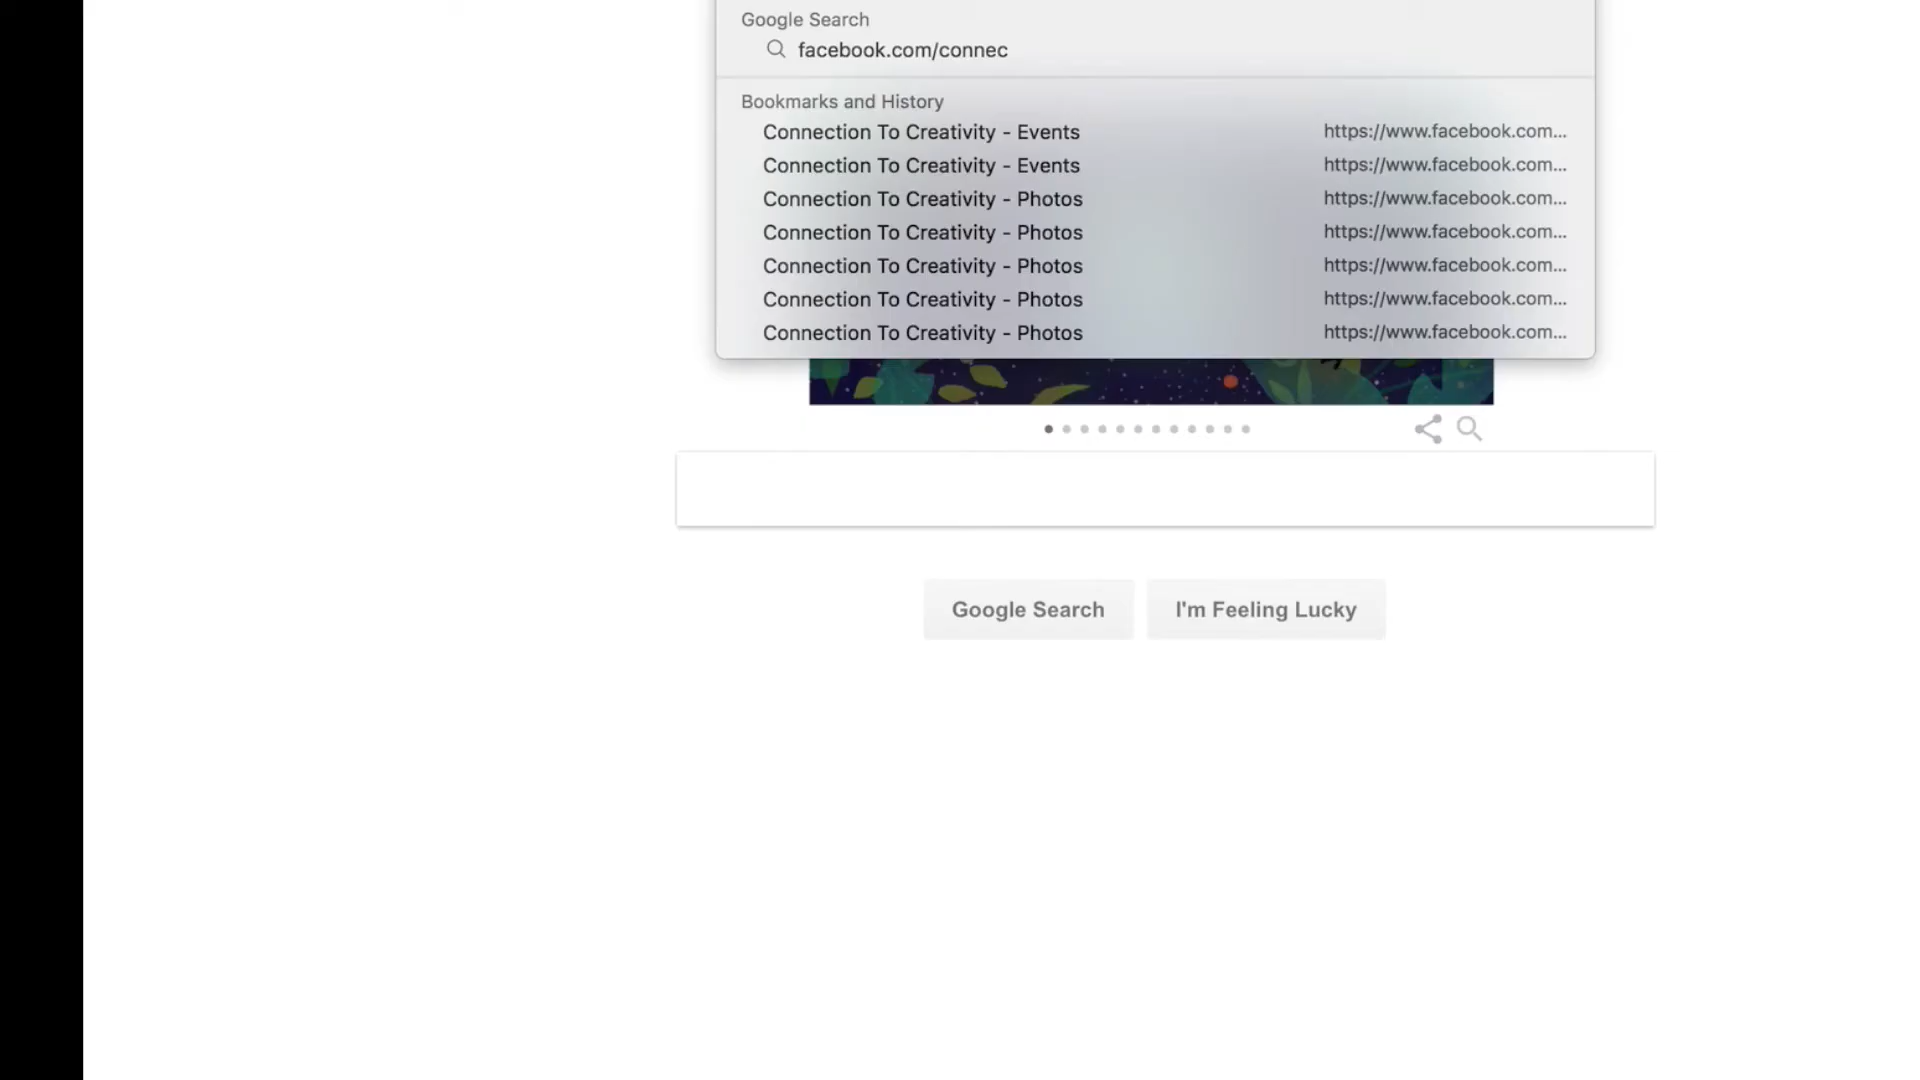 Google Search
facebook.com/connec
Bookmarks and History
Connection To Creativity - Events https://www.facebook.com...
Connection To Creativity - Events https://www.facebook.com...
Connection To Creativity - Photos https://www.facebook.com...
Connection To Creativity - Photos https://www.facebook.com...
Connection To Creativity - Photos https://www.facebook.com...
Connection To Creativity - Photos https://www.facebook.com...
Connection To Creativity - Photos https://www.facebook.com...
Google Search I'm Feeling Lucky